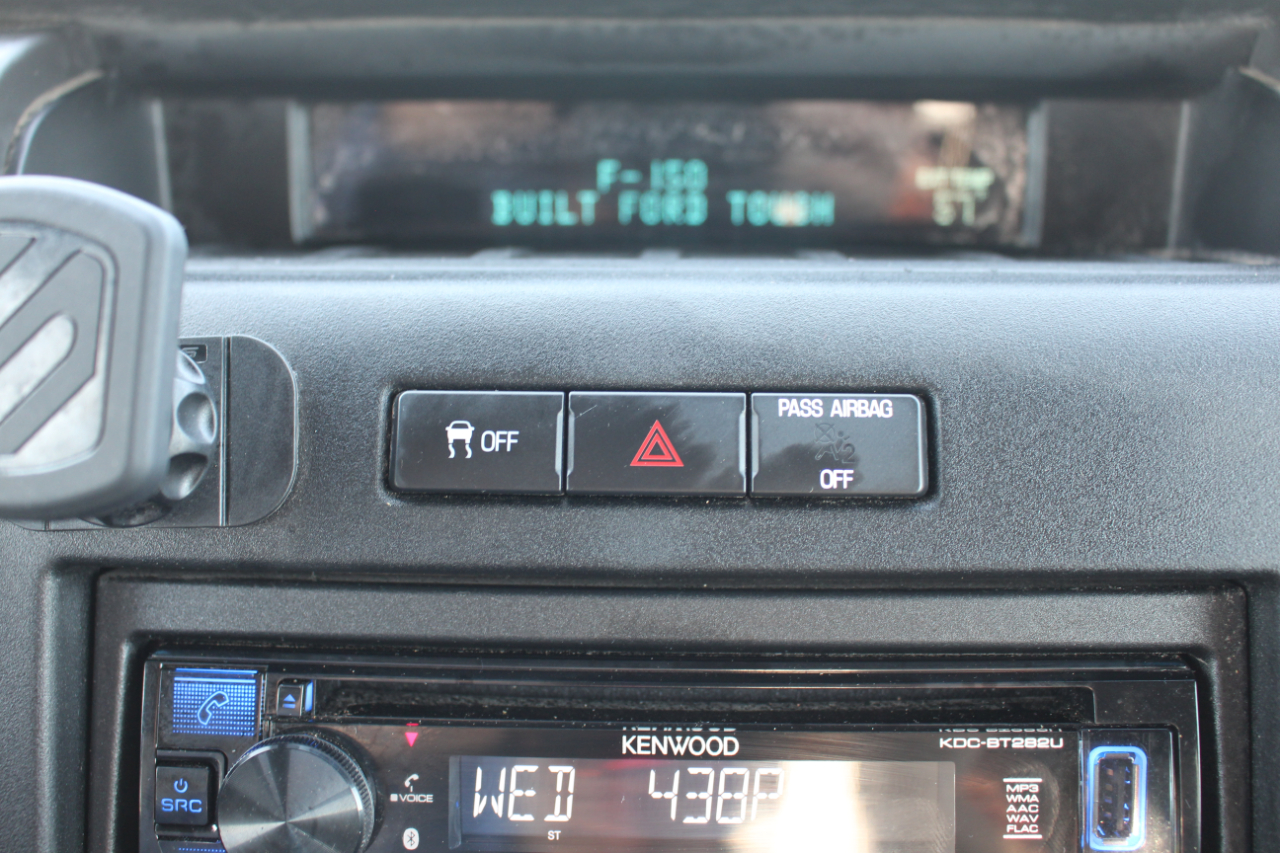 F-150
BUILT FORD TOUGH
ST
OFF
PASS AIRBAG
2
OFF
KENWOOD
KDC-BT282U
SRC
VOICE
WED 438P
ST
MP3
WMA
AAC
WAV
FLAC